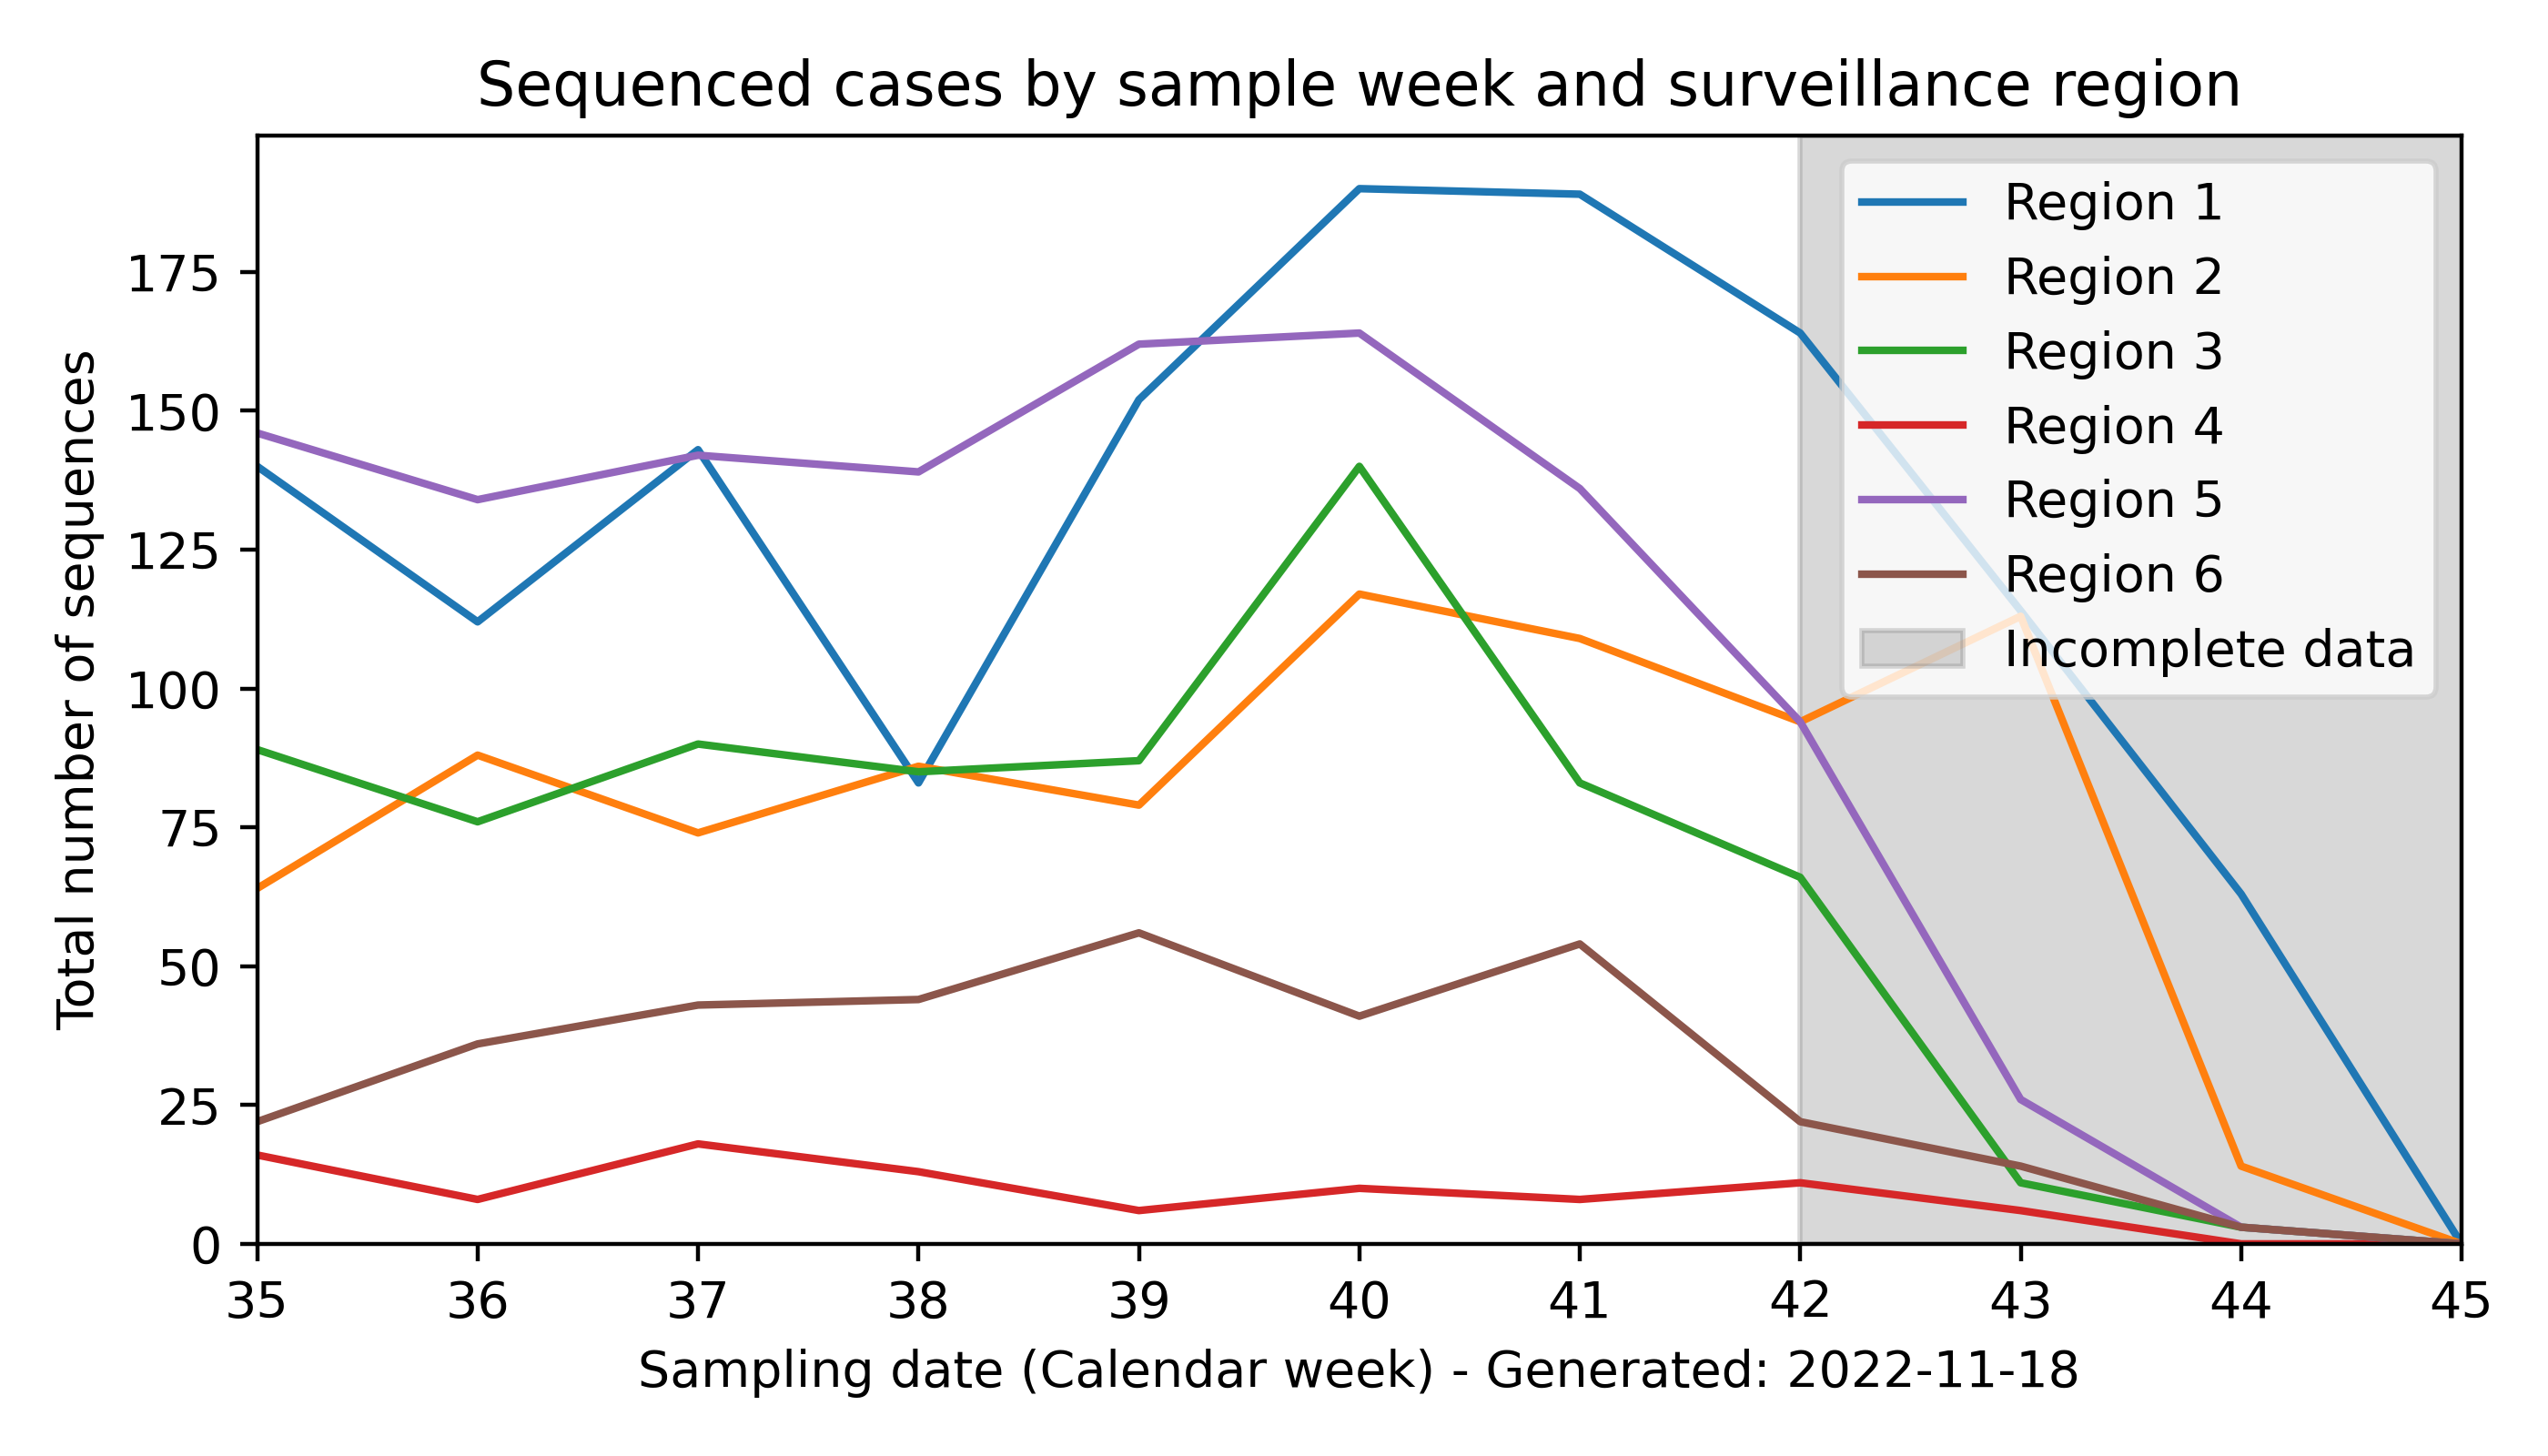 Sequenced cases by sample week and surveillance region
Total number of sequences
175
150
125
100
75
50
25
0
Region 1
Region 2
Region 3
Region 4
Region 5
Region 6
Incomplete data
35 36 37 38 39 40 41 42 43 44 45
Sampling date (Calendar week) - Generated: 2022-11-18